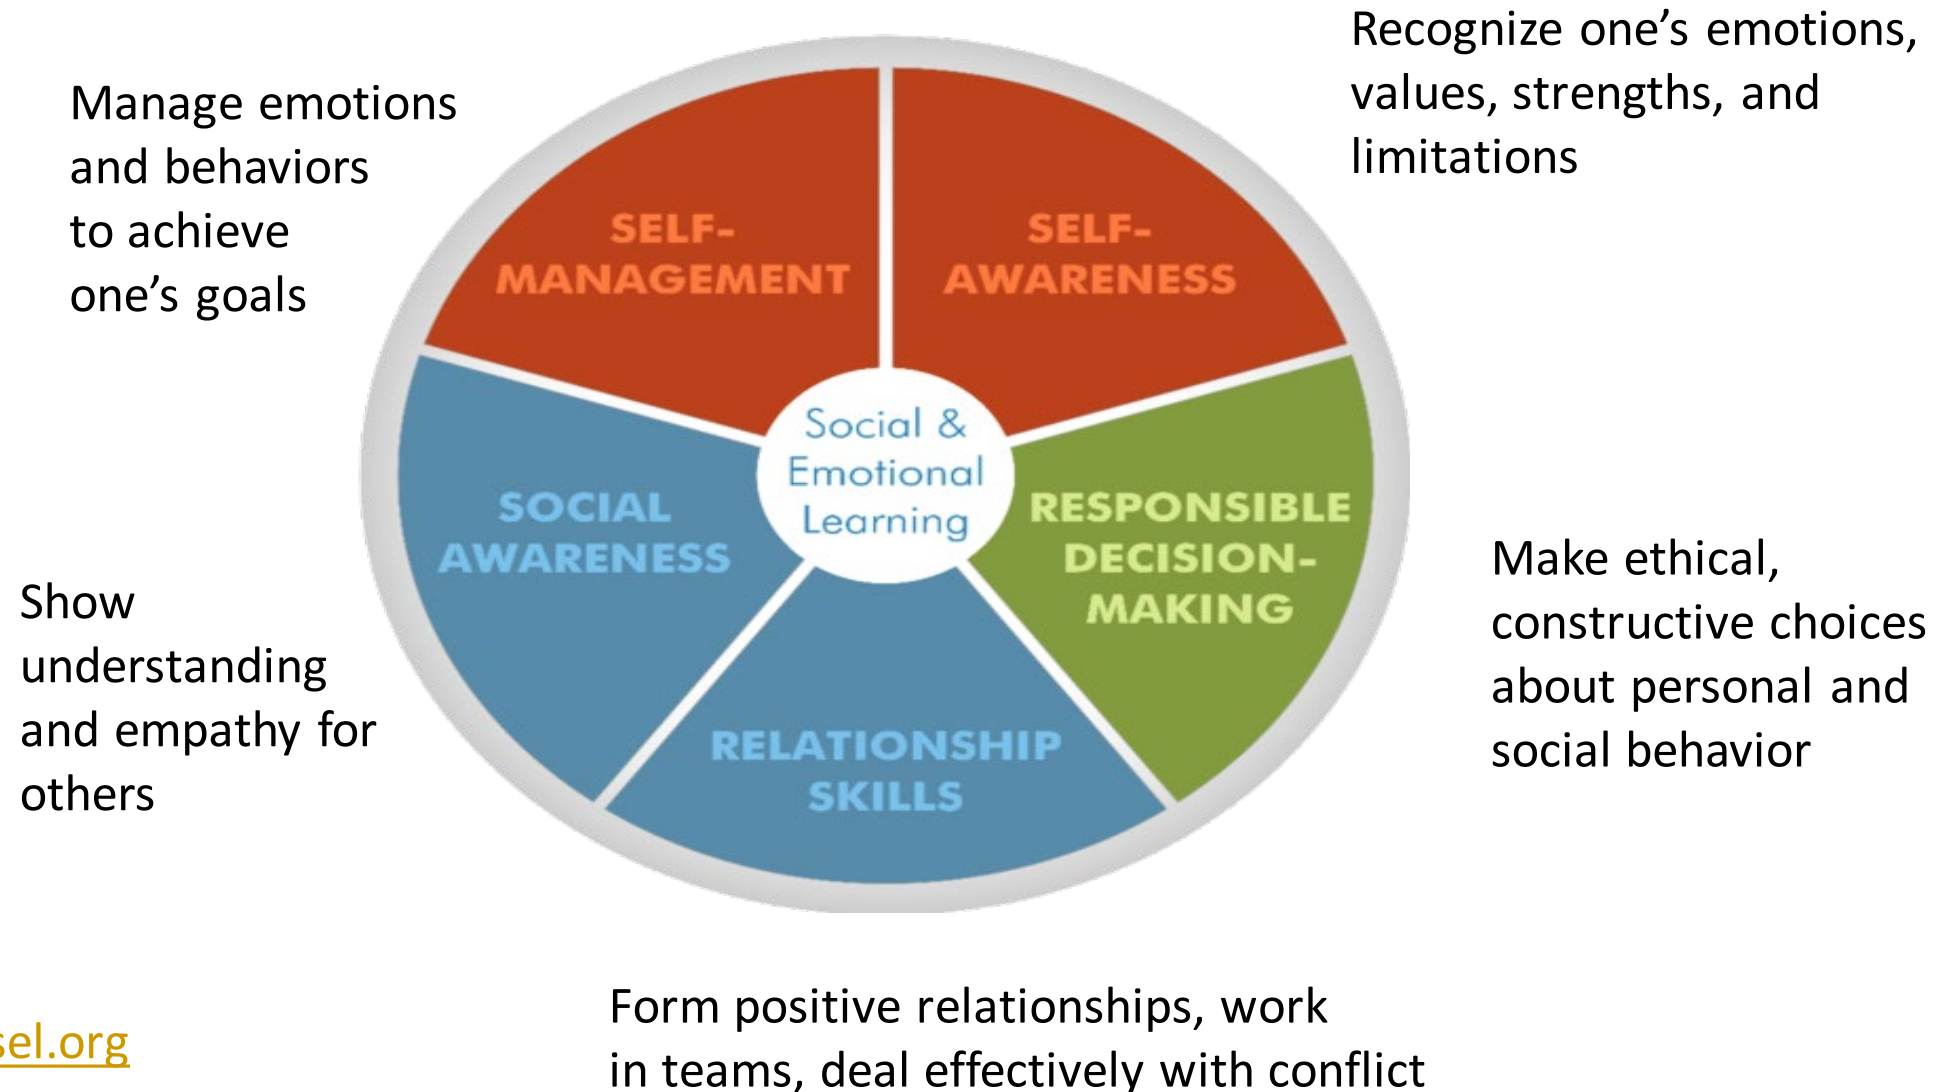 Recognize one’s emotions,
values, strengths, and
limitations
Manage emotions
and behaviors
to achieve
one’s goals
SELF-
MANAGEMENT
SELF-
AWARENESS
Social &
Emotional
Learning
SOCIAL
AWARENESS
RESPONSIBLE
DECISION-
MAKING
RELATIONSHIP
SKILLS
Show
understanding
and empathy for
others
Make ethical,
constructive choices
about personal and
social behavior
Form positive relationships, work
in teams, deal effectively with conflict
sel.org